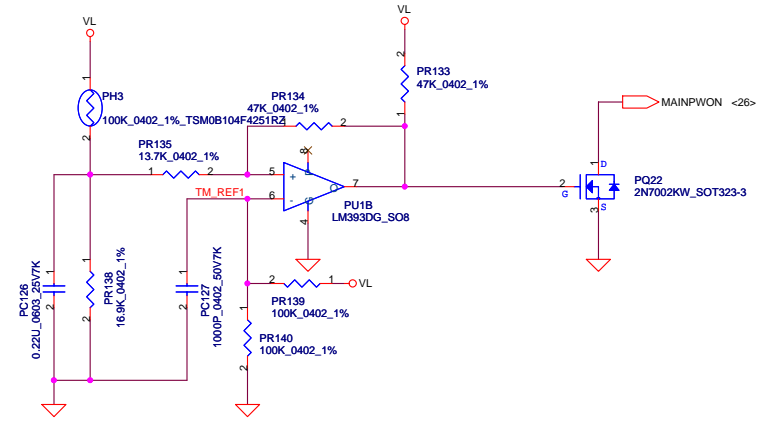 VL
VL
1
2
PH3
100K_0402_1%_TSM0B104F4251RZ
2
1
PR133
47K_0402_1%
PR134
47K_0402_1%
2
MAINPWON <26>
PR135
13.7K_0402_1%
1
2
8
P
5
+
O
7
TM_REF1
6
-
G
4
PU1B
LM393DG_SO8
2
G
1
D
S
3
PQ22
2N7002KW_SOT323-3
1
2
PC126
0.22U_0603_25V7K
1
2
PR138
16.9K_0402_1%
1
2
PC127
1000P_0402_50V7K
2
1
VL
PR139
100K_0402_1%
1
2
PR140
100K_0402_1%